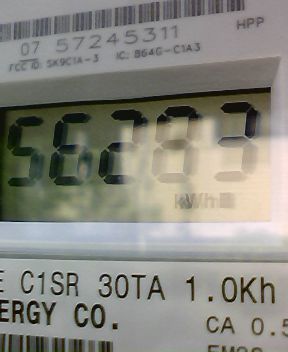 HPP
07 57245311
FCC ID: SK9C1A-3 IC: 864G-C1A3
56283
kWh
E C1SR 30TA 1.0Kh
ERGY CO.
CA 0.5